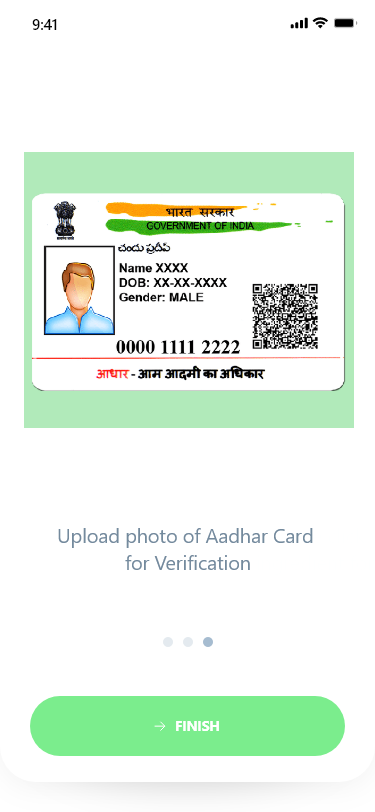 9:41
भारत सरकार
GOVERNMENT OF INDIA
చందు ప్రదీప్
Name XXXX
DOB: XX-XX-XXXX
Gender: MALE
0000 1111 2222
आधार - आम आदमी का अधिकार
Upload photo of Aadhar Card
for Verification
→ FINISH